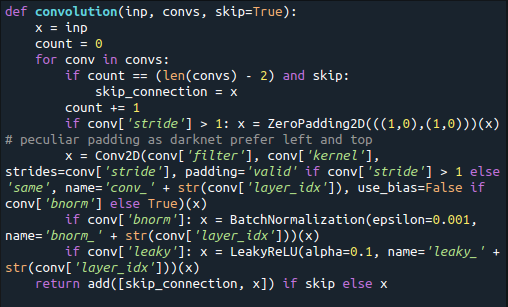 def convolution(inp, convs, skip=True):
    x = inp
    count = 0
    for conv in convs:
        if count == (len(convs) - 2) and skip:
            skip_connection = x
        count += 1
        if conv['stride'] > 1: x = ZeroPadding2D(((1,0),(1,0)))(x)
# peculiar padding as darknet prefer left and top
        x = Conv2D(conv['filter'], conv['kernel'],
strides=conv['stride'], padding='valid' if conv['stride'] > 1 else
'same', name='conv_' + str(conv['layer_idx']), use_bias=False if
conv['bnorm'] else True)(x)
        if conv['bnorm']: x = BatchNormalization(epsilon=0.001,
name='bnorm_' + str(conv['layer_idx']))(x)
        if conv['leaky']: x = LeakyReLU(alpha=0.1, name='leaky_' +
str(conv['layer_idx']))(x)
    return add([skip_connection, x]) if skip else x